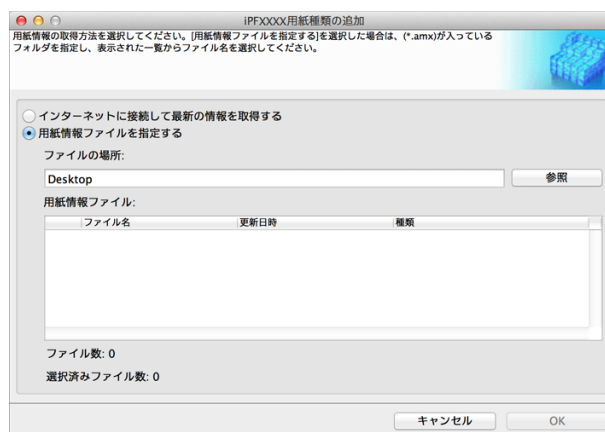 iPFXXXX用紙種類の追加
用紙情報の取得方法を選択してください。[用紙情報ファイルを指定する]を選択した場合は、(*.amx)が入っている
フォルダを指定し、表示された一覧からファイル名を選択してください。
インターネットに接続して最新の情報を取得する
用紙情報ファイルを指定する
ファイルの場所:
Desktop
参照
用紙情報ファイル:
ファイル名 更新日時 種類
ファイル数: 0
選択済みファイル数: 0
キャンセル OK